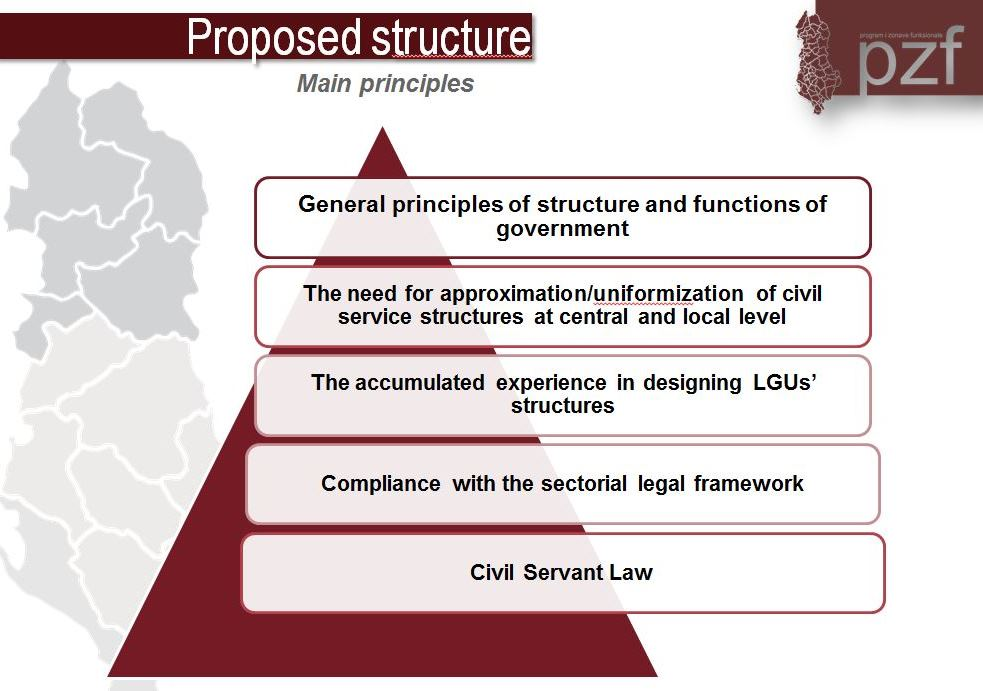 Proposed structure
program i zonave funksionale
pzf
Main principles
General principles of structure and functions of
government
The need for approximation/uniformization of civil
service structures at central and local level
The accumulated experience in designing LGUs’
structures
Compliance with the sectorial legal framework
Civil Servant Law